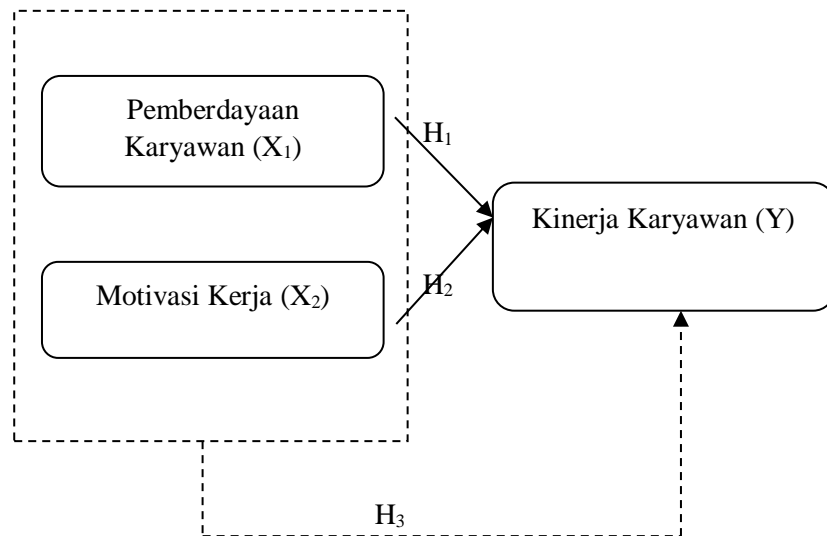 Pemberdayaan
Karyawan (X₁)
H₁
Kinerja Karyawan (Y)
Motivasi Kerja (X₂)
H₂
H₃